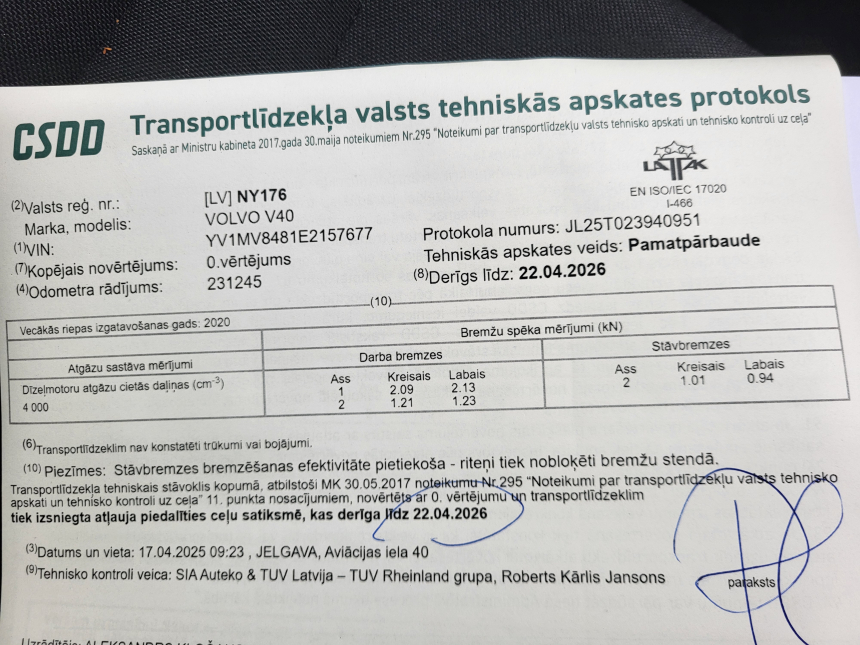 CSDD
Transportlīdzekļa valsts tehniskās apskates protokols
Saskaņā ar Ministru kabineta 2017.gada 30.maija noteikumiem Nr.295 "Noteikumi par transportlīdzekļu valsts tehnisko apskati un tehnisko kontroli uz ceļa"
LATAK
EN ISO/IEC 17020
I-466
(2)Valsts reģ. nr.: [LV] NY176
Marka, modelis: VOLVO V40
(1)VIN: YV1MV8481E2157677
(7)Kopējais novērtējums: 0.vērtējums
(4)Odometra rādījums: 231245
Protokola numurs: JL25T023940951
Tehniskās apskates veids: Pamatpārbaude
(8)Derīgs līdz: 22.04.2026
(10)
Vecākās riepas izgatavošanas gads: 2020
Bremžu spēka mērījumi (kN)
Atgāzu sastāva mērījumi Darba bremzes Stāvbremzes
Dīzeļmotoru atgāzu cietās daļiņas (cm-3) Ass Kreisais Labais Ass Kreisais Labais
4 000 1 2.09 2.13 2 1.01 0.94
2 1.21 1.23
(6)Transportlīdzeklim nav konstatēti trūkumi vai bojājumi.
(10) Piezīmes: Stāvbremzes bremzēšanas efektivitāte pietiekoša - riteņi tiek nobloķēti bremžu stendā.
Transportlīdzekļa tehniskais stāvoklis kopumā, atbilstoši MK 30.05.2017 noteikumu Nr.295 "Noteikumi par transportlīdzekļu valsts tehnisko
apskati un tehnisko kontroli uz ceļa" 11. punkta nosacījumiem, novērtēts ar 0. vērtējumu un transportlīdzeklim
tiek izsniegta atļauja piedalīties ceļu satiksmē, kas derīga līdz 22.04.2026
(3)Datums un vieta: 17.04.2025 09:23 , JELGAVA, Aviācijas iela 40
(9)Tehnisko kontroli veica: SIA Auteko & TUV Latvija – TUV Rheinland grupa, Roberts Kārlis Jansons
paraksts